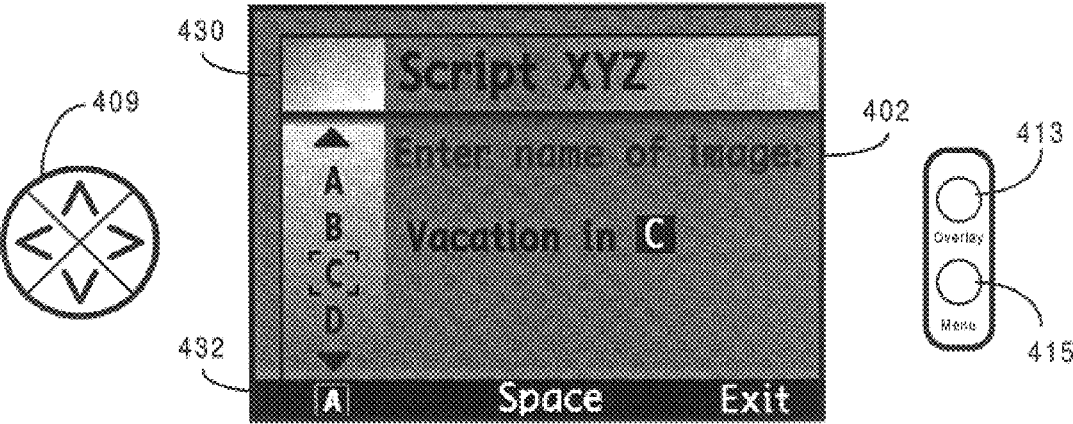 430
409
Script XYZ
402
413
Enter name of image.
A
B
Vacation in C
[C]
D
Overlay
Menu
432
415
[A] Space Exit